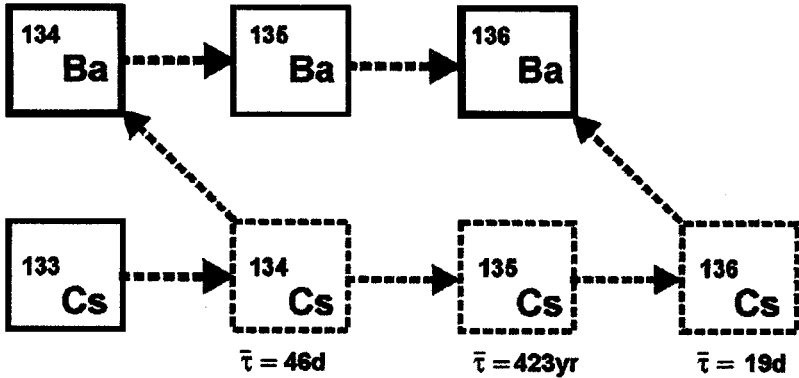 134 Ba
135 Ba
136 Ba
133 Cs
134 Cs
135 Cs
136 Cs
τ̄ = 46d
τ̄ = 423yr
τ̄ = 19d